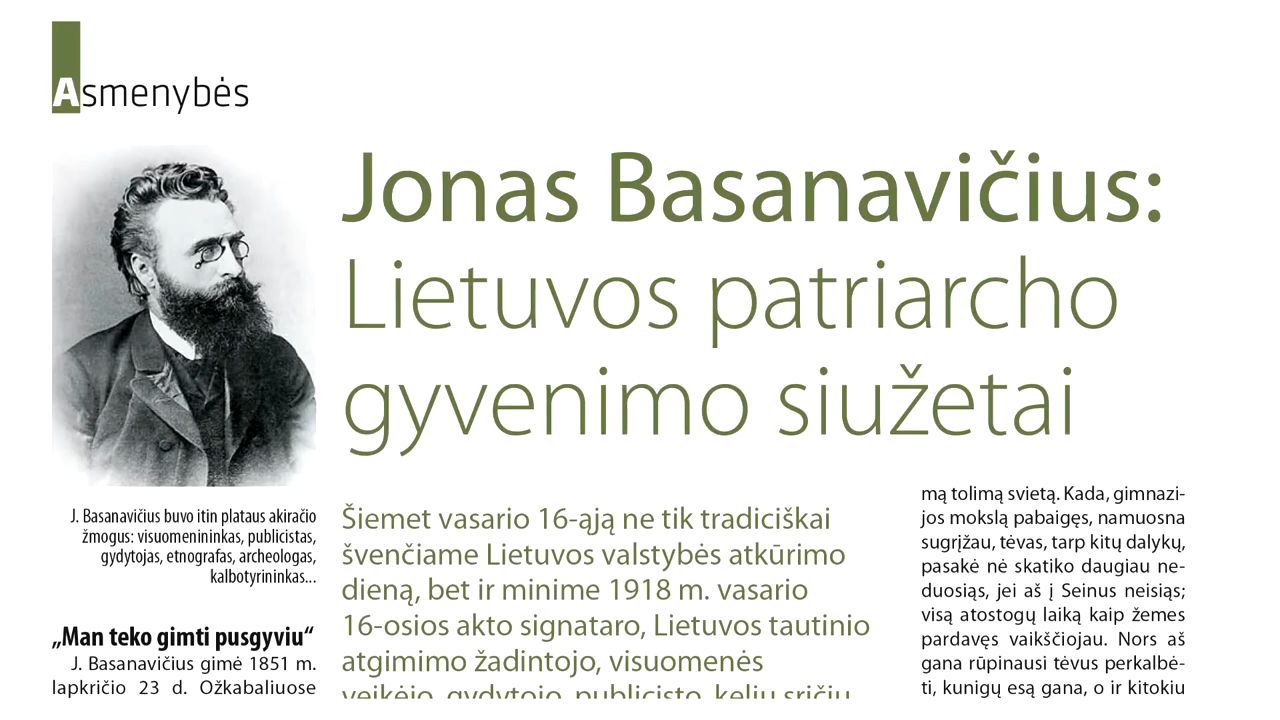 Asmenybės
Jonas Basanavičius:
Lietuvos patriarcho
gyvenimo siužetai
J. Basanavičius buvo itin plataus akiračio
žmogus: visuomenininkas, publicistas,
gydytojas, etnografas, archeologas,
kalbotyrininkas...
„Man teko gimti pusgyviu“
J. Basanavičius gimė 1851 m.
lapkričio 23 d. Ožkabaliuose
Šiemet vasario 16-ąją ne tik tradiciškai
švenčiame Lietuvos valstybės atkūrimo
dieną, bet ir minime 1918 m. vasario
16-osios akto signataro, Lietuvos tautinio
atgimimo žadintojo, visuomenės
veikėjo, gydytojo, publicisto, kelių sričių
mą tolimą svietą. Kada, gimnazi-
jos mokslą pabaigęs, namuosna
sugrįžau, tėvas, tarp kitų dalykų,
pasakė nė skatiko daugiau ne-
duosiąs, jei aš į Seinus neisiąs;
visą atostogų laiką kaip žemes
pardavęs vaikščiojau. Nors aš
gana rūpinausi tėvus perkalbė-
ti, kunigų esą gana, o ir kitokiu